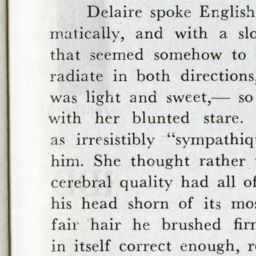 Delaire spoke English
matically, and with a slo
that seemed somehow to
radiate in both directions,
was light and sweet,— so
with her blunted stare.
as irresistibly “sympathiq
him. She thought rather
cerebral quality had all of
his head shorn of its mos
fair hair he brushed firm
in itself correct enough, r